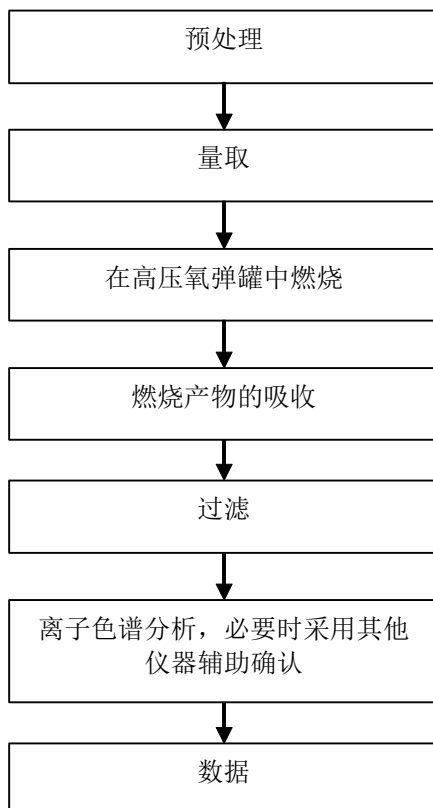 预处理
量取
在高压氧弹罐中燃烧
燃烧产物的吸收
过滤
离子色谱分析，必要时采用其他
仪器辅助确认
数据